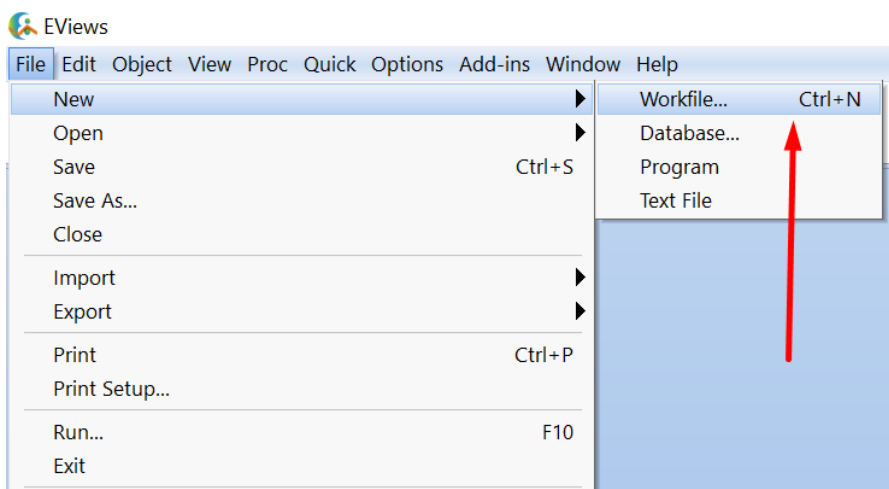 EViews
File Edit Object View Proc Quick Options Add-ins Window Help
New
Open
Save Ctrl+S
Save As...
Close
Import
Export
Print Ctrl+P
Print Setup...
Run... F10
Exit
Workfile... Ctrl+N
Database...
Program
Text File